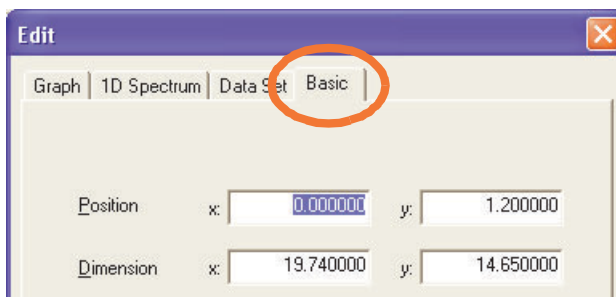 Edit
Graph 1D Spectrum Data Set Basic
Position x: 0.000000 y: 1.200000
Dimension x: 19.740000 y: 14.650000